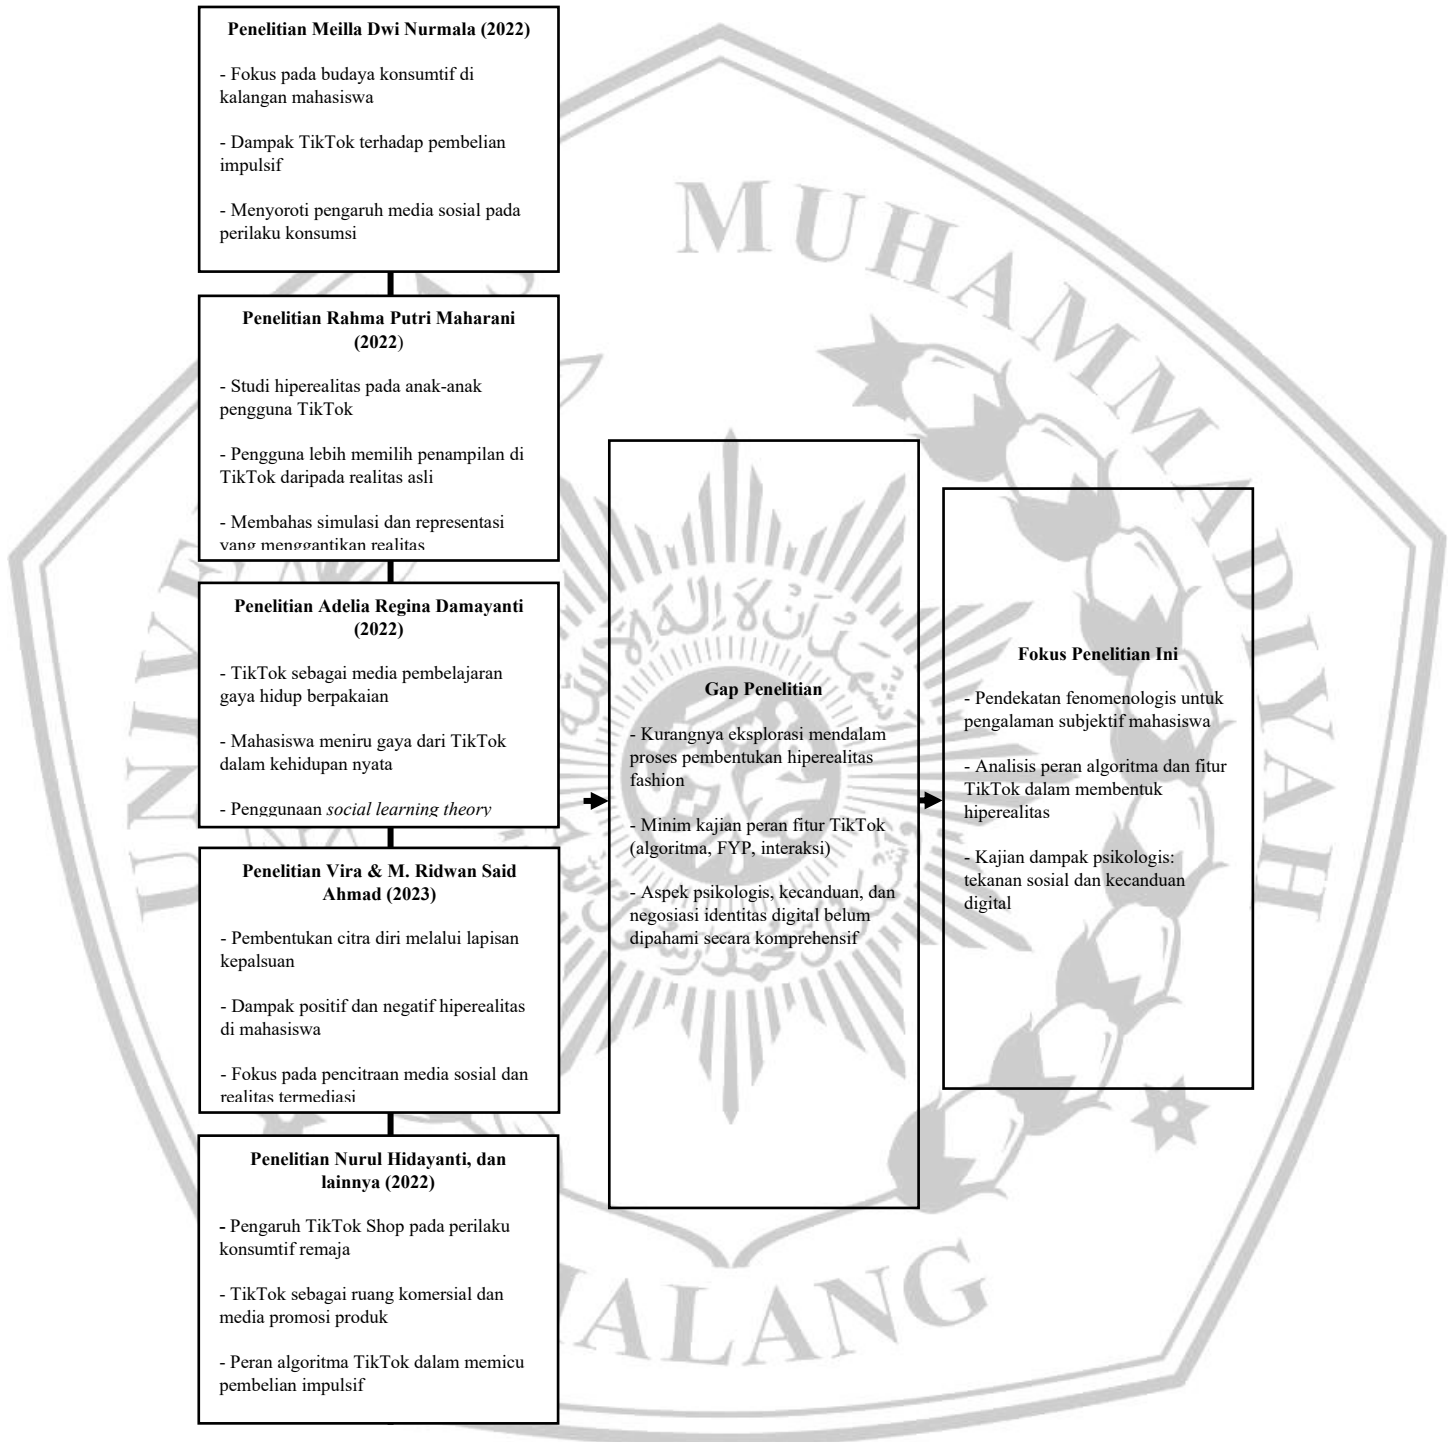 Penelitian Meilla Dwi Nurmala (2022)
- Fokus pada budaya konsumtif di
kalangan mahasiswa
- Dampak TikTok terhadap pembelian
impulsif
- Menyoroti pengaruh media sosial pada
perilaku konsumsi
Penelitian Rahma Putri Maharani
(2022)
- Studi hiperealitas pada anak-anak
pengguna TikTok
- Pengguna lebih memilih penampilan di
TikTok daripada realitas asli
- Membahas simulasi dan representasi
yang menggantikan realitas
Penelitian Adelia Regina Damayanti
(2022)
- TikTok sebagai media pembelajaran
gaya hidup berpakaian
- Mahasiswa meniru gaya dari TikTok
dalam kehidupan nyata
- Penggunaan social learning theory
Penelitian Vira & M. Ridwan Said
Ahmad (2023)
- Pembentukan citra diri melalui lapisan
kepalsuan
- Dampak positif dan negatif hiperealitas
di mahasiswa
- Fokus pada pencitraan media sosial dan
realitas termediasi
Penelitian Nurul Hidayanti, dan
lainnya (2022)
- Pengaruh TikTok Shop pada perilaku
konsumtif remaja
- TikTok sebagai ruang komersial dan
media promosi produk
- Peran algoritma TikTok dalam memicu
pembelian impulsif
Gap Penelitian
- Kurangnya eksplorasi mendalam
proses pembentukan hiperealitas
fashion
- Minim kajian peran fitur TikTok
(algoritma, FYP, interaksi)
- Aspek psikologis, kecanduan, dan
negosiasi identitas digital belum
dipahami secara komprehensif
Fokus Penelitian Ini
- Pendekatan fenomenologis untuk
pengalaman subjektif mahasiswa
- Analisis peran algoritma dan fitur
TikTok dalam membentuk
hiperealitas
- Kajian dampak psikologis:
tekanan sosial dan kecanduan
digital
MUHAMMADIYAH